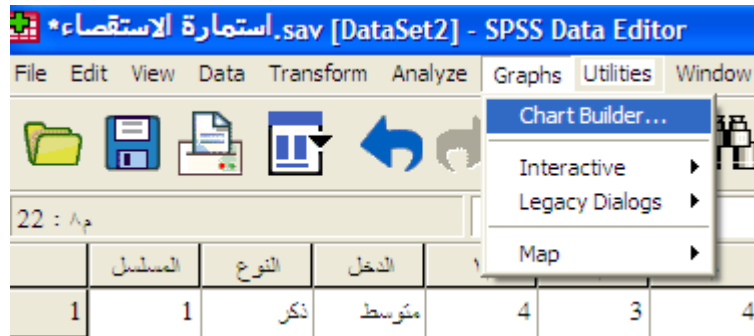 *استمارة الاستقصاء.sav [DataSet2] - SPSS Data Editor
File Edit View Data Transform Analyze Graphs Utilities Window
Chart Builder...
Interactive
Legacy Dialogs
Map
22 : م٨
المسلسل النوع الدخل
1 1 ذكر متوسط 4 3 4